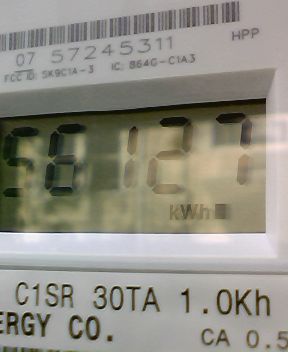 07 57245311
HPP
FCC ID: SK9C1A-3 IC: 864G-C1A3
56127
kWh
C1SR 30TA 1.0Kh
ERGY CO.
CA 0.5